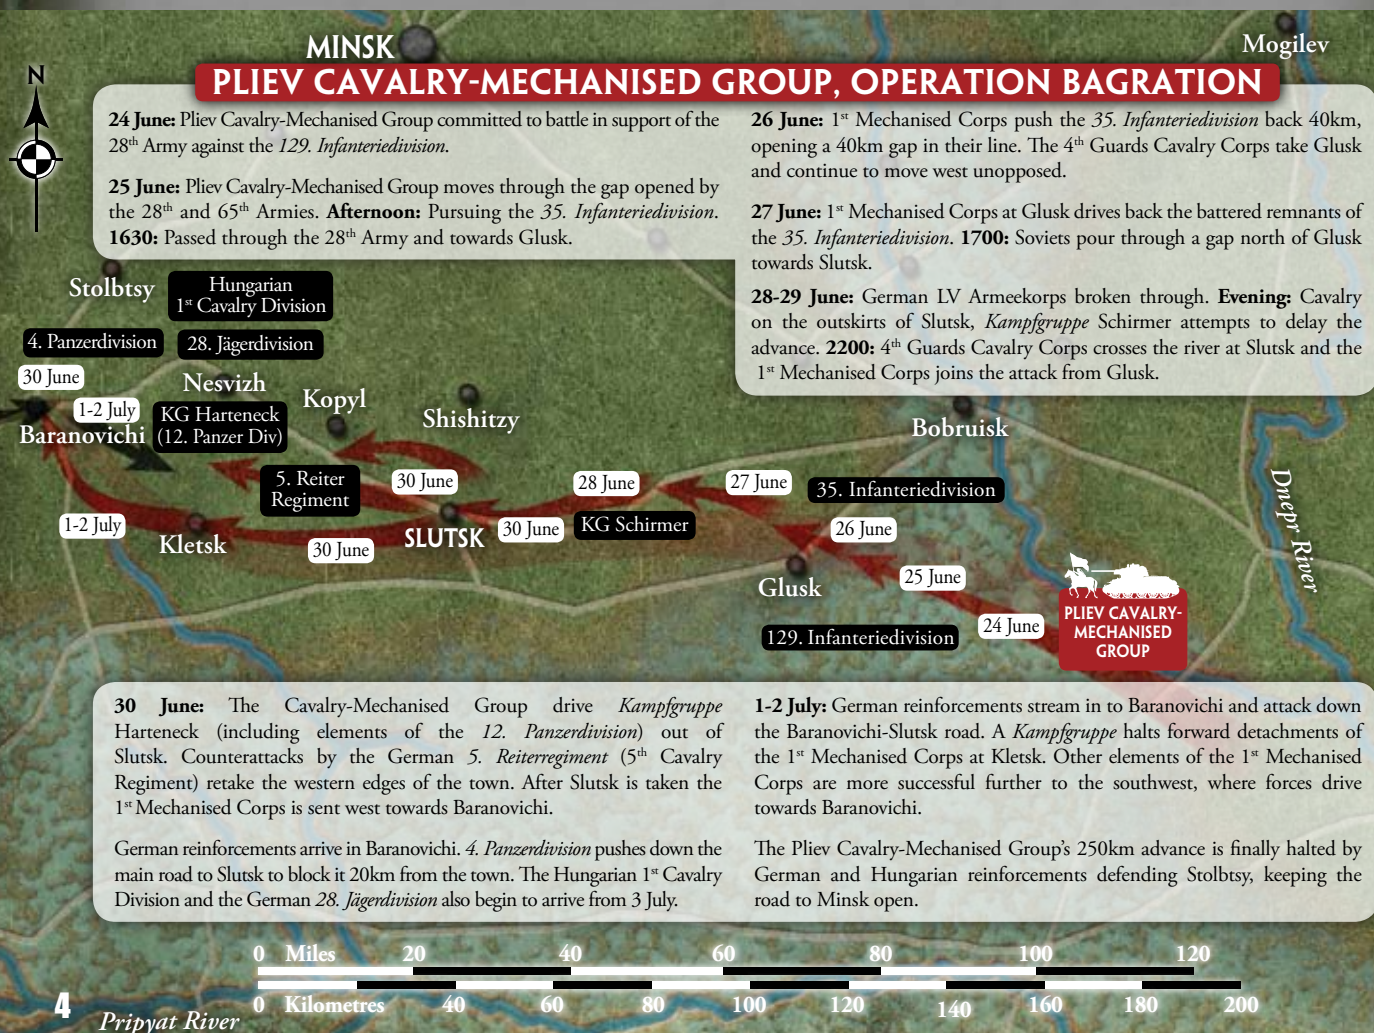 MINSK
Mogilev
N
PLIEV CAVALRY-MECHANISED GROUP, OPERATION BAGRATION
24 June: Pliev Cavalry-Mechanised Group committed to battle in support of the
28th Army against the 129. Infanteriedivision.
25 June: Pliev Cavalry-Mechanised Group moves through the gap opened by
the 28th and 65th Armies. Afternoon: Pursuing the 35. Infanteriedivision.
1630: Passed through the 28th Army and towards Glusk.
26 June: 1st Mechanised Corps push the 35. Infanteriedivision back 40km,
opening a 40km gap in their line. The 4th Guards Cavalry Corps take Glusk
and continue to move west unopposed.
27 June: 1st Mechanised Corps at Glusk drives back the battered remnants of
the 35. Infanteriedivision. 1700: Soviets pour through a gap north of Glusk
towards Slutsk.
28-29 June: German LV Armeekorps broken through. Evening: Cavalry
on the outskirts of Slutsk, Kampfgruppe Schirmer attempts to delay the
advance. 2200: 4th Guards Cavalry Corps crosses the river at Slutsk and the
1st Mechanised Corps joins the attack from Glusk.
Stolbtsy
Hungarian
1st Cavalry Division
4. Panzerdivision
28. Jägerdivision
30 June
Nesvizh
1-2 July
KG Harteneck
(12. Panzer Div)
Kopyl
Shishitzy
Baranovichi
Bobruisk
5. Reiter
Regiment
30 June
28 June
27 June
35. Infanteriedivision
Dnepr River
1-2 July
Kletsk
30 June
SLUTSK
30 June
KG Schirmer
26 June
Glusk
25 June
129. Infanteriedivision
24 June
PLIEV CAVALRY-
MECHANISED
GROUP
30 June: The Cavalry-Mechanised Group drive Kampfgruppe
Harteneck (including elements of the 12. Panzerdivision) out of
Slutsk. Counterattacks by the German 5. Reiterregiment (5th Cavalry
Regiment) retake the western edges of the town. After Slutsk is taken the
1st Mechanised Corps is sent west towards Baranovichi.
German reinforcements arrive in Baranovichi. 4. Panzerdivision pushes down the
main road to Slutsk to block it 20km from the town. The Hungarian 1st Cavalry
Division and the German 28. Jägerdivision also begin to arrive from 3 July.
1-2 July: German reinforcements stream in to Baranovichi and attack down
the Baranovichi-Slutsk road. A Kampfgruppe halts forward detachments of
the 1st Mechanised Corps at Kletsk. Other elements of the 1st Mechanised
Corps are more successful further to the southwest, where forces drive
towards Baranovichi.
The Pliev Cavalry-Mechanised Group's 250km advance is finally halted by
German and Hungarian reinforcements defending Stolbtsy, keeping the
road to Minsk open.
0 Miles 20 40 60 80 100 120
0 Kilometres 40 60 80 100 120 140 160 180 200
4
Pripyat River